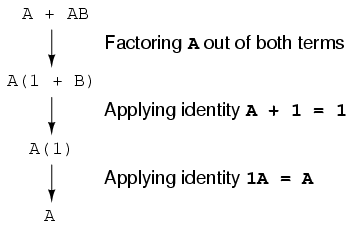 A + AB
Factoring A out of both terms
A(1 + B)
Applying identity A + 1 = 1
A(1)
Applying identity 1A = A
A